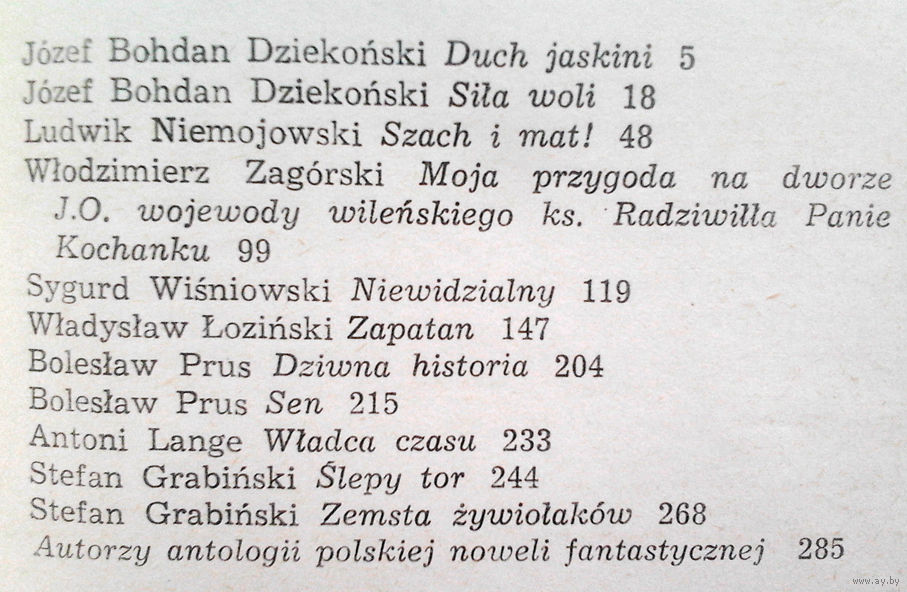 Józef Bohdan Dziekoński Duch jaskini 5
Józef Bohdan Dziekoński Siła woli 18
Ludwik Niemojowski Szach i mat! 48
Włodzimierz Zagórski Moja przygoda na dworze
J.O. wojewody wileńskiego ks. Radziwiłła Panie
Kochanku 99
Sygurd Wiśniowski Niewidzialny 119
Władysław Łoziński Zapatan 147
Bolesław Prus Dziwna historia 204
Bolesław Prus Sen 215
Antoni Lange Władca czasu 233
Stefan Grabiński Ślepy tor 244
Stefan Grabiński Zemsta żywiołaków 268
Autorzy antologii polskiej noweli fantastycznej 285
www.ay.by